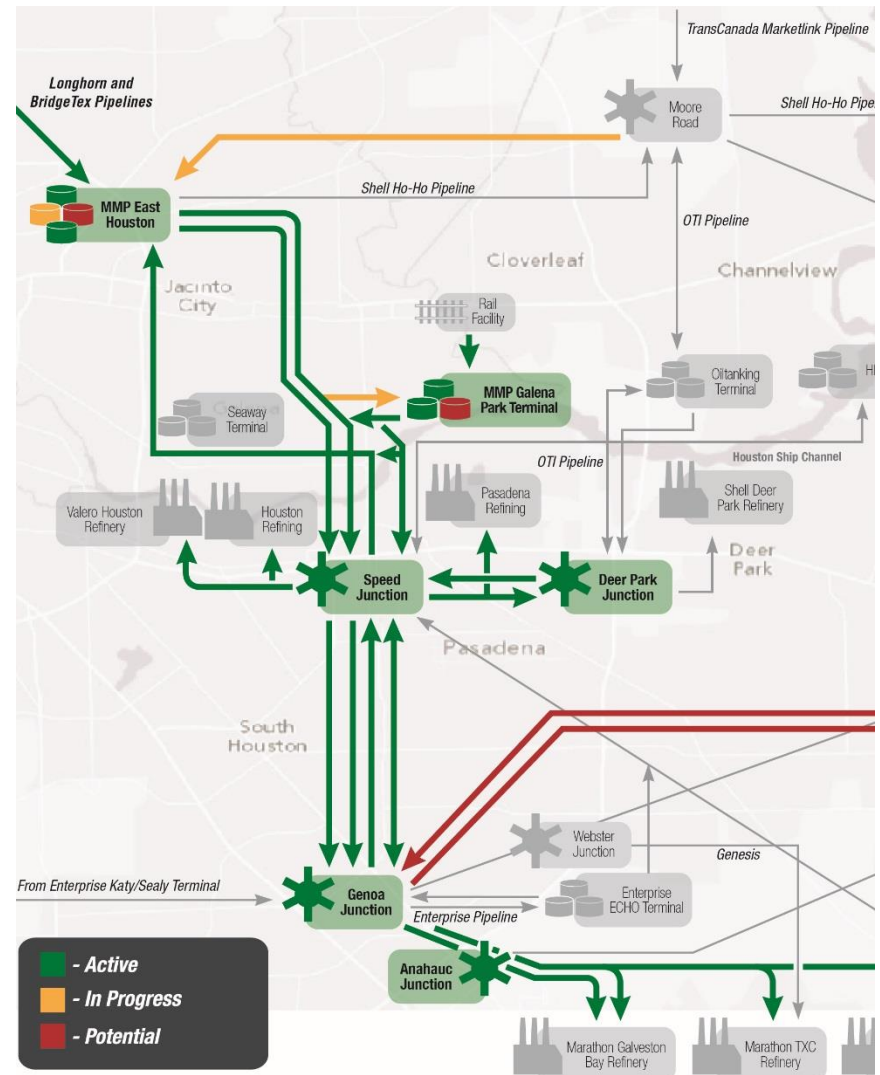 TransCanada Marketlink Pipeline
Longhorn and
BridgeTex Pipelines
Moore
Road
Shell Ho-Ho Pipe
Shell Ho-Ho Pipeline
MMP East
Houston
OTI Pipeline
Cloverleaf
Channelview
Jacinto
City
Rail
Facility
MMP Galena
Park Terminal
Oiltanking
Terminal
Seaway
Terminal
OTI Pipeline
Houston Ship Channel
Valero Houston
Refinery
Houston
Refining
Pasadena
Refining
Shell Deer
Park Refinery
Deer
Park
Speed
Junction
Deer Park
Junction
Pasadena
South
Houston
Webster
Junction
Genesis
From Enterprise Katy/Sealy Terminal
Genoa
Junction
Enterprise Pipeline
Enterprise
ECHO Terminal
Anahauc
Junction
- Active
- In Progress
- Potential
Marathon Galveston
Bay Refinery
Marathon TXC
Refinery